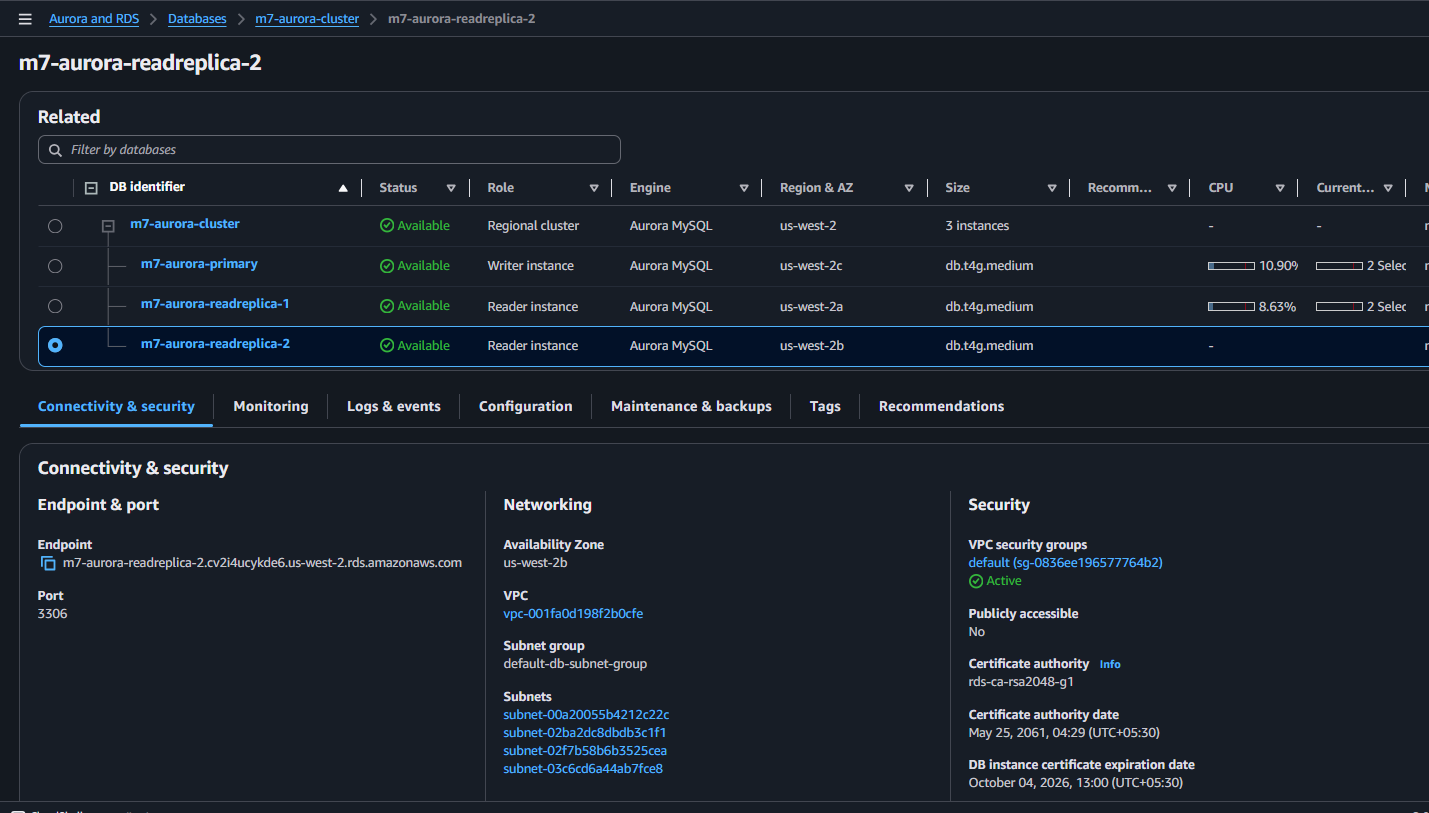 Aurora and RDS > Databases > m7-aurora-cluster > m7-aurora-readreplica-2
m7-aurora-readreplica-2
Related
Filter by databases
DB identifier Status Role Engine Region & AZ Size Recomm... CPU Current...
m7-aurora-cluster Available Regional cluster Aurora MySQL us-west-2 3 instances - -
m7-aurora-primary Available Writer instance Aurora MySQL us-west-2c db.t4g.medium 10.90% 2 Selec
m7-aurora-readreplica-1 Available Reader instance Aurora MySQL us-west-2a db.t4g.medium 8.63% 2 Selec
m7-aurora-readreplica-2 Available Reader instance Aurora MySQL us-west-2b db.t4g.medium -
Connectivity & security Monitoring Logs & events Configuration Maintenance & backups Tags Recommendations
Connectivity & security
Endpoint & port
Endpoint
m7-aurora-readreplica-2.cv2i4ucykde6.us-west-2.rds.amazonaws.com
Port
3306
Networking
Availability Zone
us-west-2b
VPC
vpc-001fa0d198f2b0cfe
Subnet group
default-db-subnet-group
Subnets
subnet-00a20055b4212c22c
subnet-02ba2dc8dbdb3c1f1
subnet-02f7b58b6b3525cea
subnet-03c6cd6a44ab7fce8
Security
VPC security groups
default (sg-0836ee196577764b2)
Active
Publicly accessible
No
Certificate authority Info
rds-ca-rsa2048-g1
Certificate authority date
May 25, 2061, 04:29 (UTC+05:30)
DB instance certificate expiration date
October 04, 2026, 13:00 (UTC+05:30)